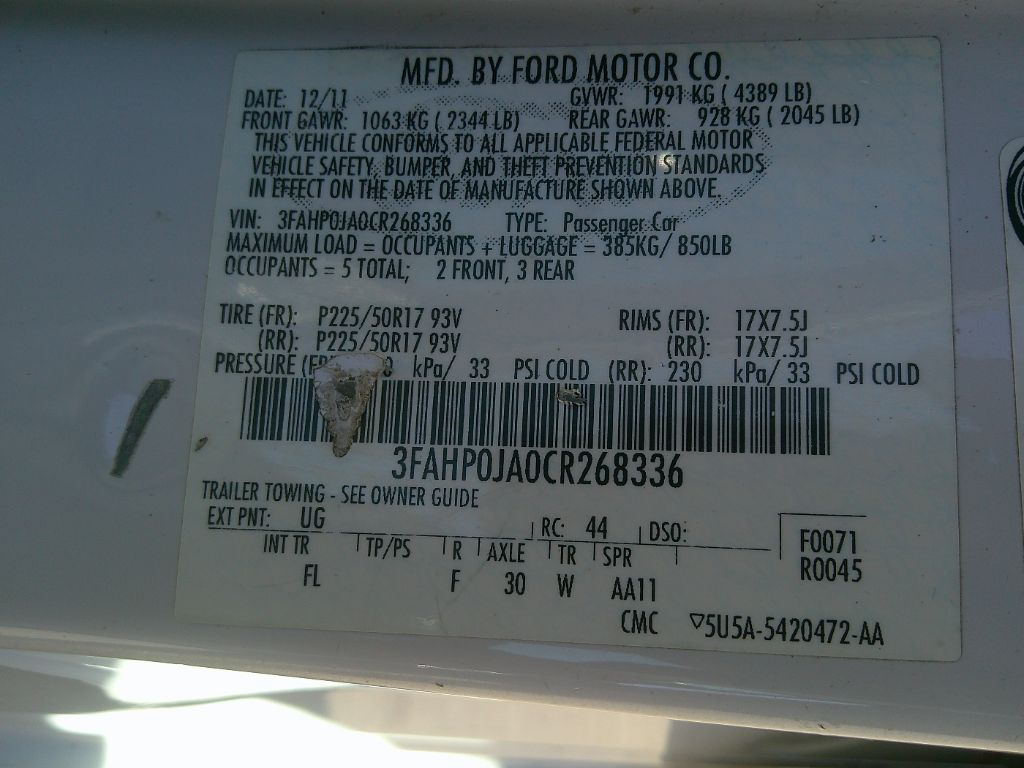 MFD. BY FORD MOTOR CO.
DATE: 12/11 GVWR: 1991 KG ( 4389 LB)
FRONT GAWR: 1063 KG ( 2344 LB) REAR GAWR: 928 KG ( 2045 LB)
THIS VEHICLE CONFORMS TO ALL APPLICABLE FEDERAL MOTOR
VEHICLE SAFETY, BUMPER, AND THEFT PREVENTION STANDARDS
IN EFFECT ON THE DATE OF MANUFACTURE SHOWN ABOVE.
VIN: 3FAHP0JA0CR268336 TYPE: Passenger Car
MAXIMUM LOAD = OCCUPANTS + LUGGAGE = 385KG/ 850LB
OCCUPANTS = 5 TOTAL; 2 FRONT, 3 REAR
TIRE (FR): P225/50R17 93V RIMS (FR): 17X7.5J
(RR): P225/50R17 93V (RR): 17X7.5J
PRESSURE kPa/ 33 PSI COLD (RR): 230 kPa/ 33 PSI COLD
3FAHP0JA0CR268336
TRAILER TOWING - SEE OWNER GUIDE
EXT PNT: UG RC: 44 DSO:
INT TR TP/PS R AXLE TR SPR
FL F 30 W AA11
F0071
R0045
CMC ▽5U5A-5420472-AA